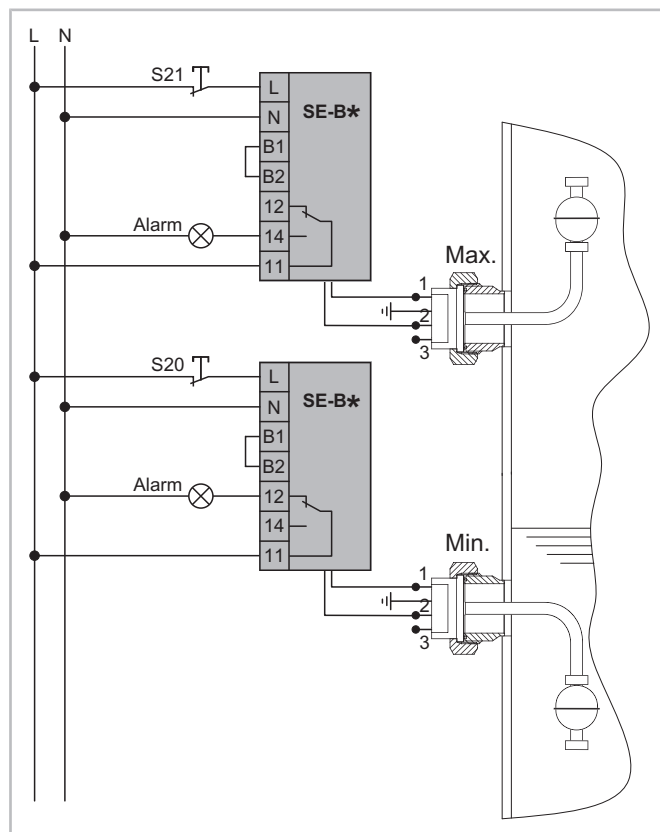 L N
S21
L
SE-B*
N
B1
B2
12
Alarm
14
11
Max.
1
2
3
S20
L
SE-B*
N
B1
B2
Alarm
12
14
11
Min.
1
2
3